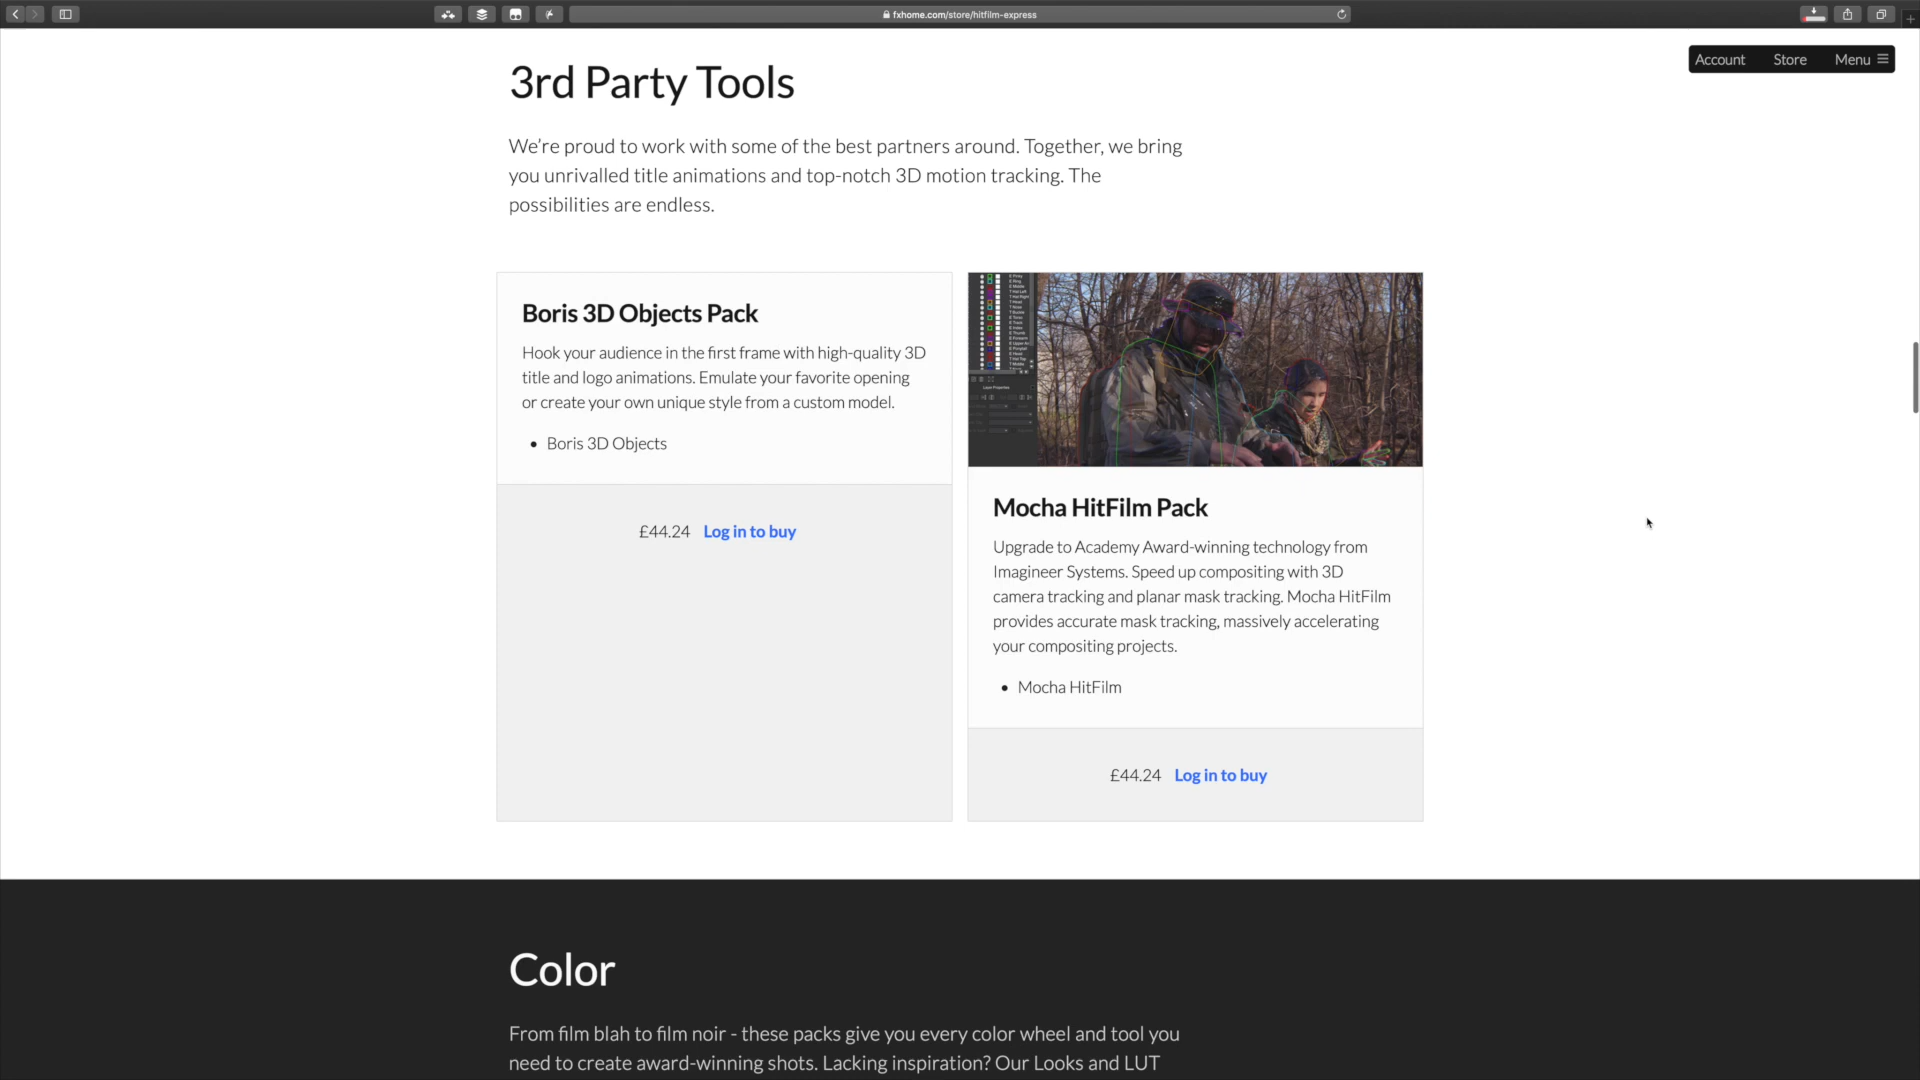 fxhome.com/store/hitfilm-express
Account Store Menu
3rd Party Tools
We're proud to work with some of the best partners around. Together, we bring
you unrivalled title animations and top-notch 3D motion tracking. The
possibilities are endless.
Boris 3D Objects Pack
Hook your audience in the first frame with high-quality 3D
title and logo animations. Emulate your favorite opening
or create your own unique style from a custom model.
• Boris 3D Objects
£44.24 Log in to buy
Mocha HitFilm Pack
Upgrade to Academy Award-winning technology from
Imagineer Systems. Speed up compositing with 3D
camera tracking and planar mask tracking. Mocha HitFilm
provides accurate mask tracking, massively accelerating
your compositing projects.
• Mocha HitFilm
£44.24 Log in to buy
Color
From film blah to film noir - these packs give you every color wheel and tool you
need to create award-winning shots. Lacking inspiration? Our Looks and LUT